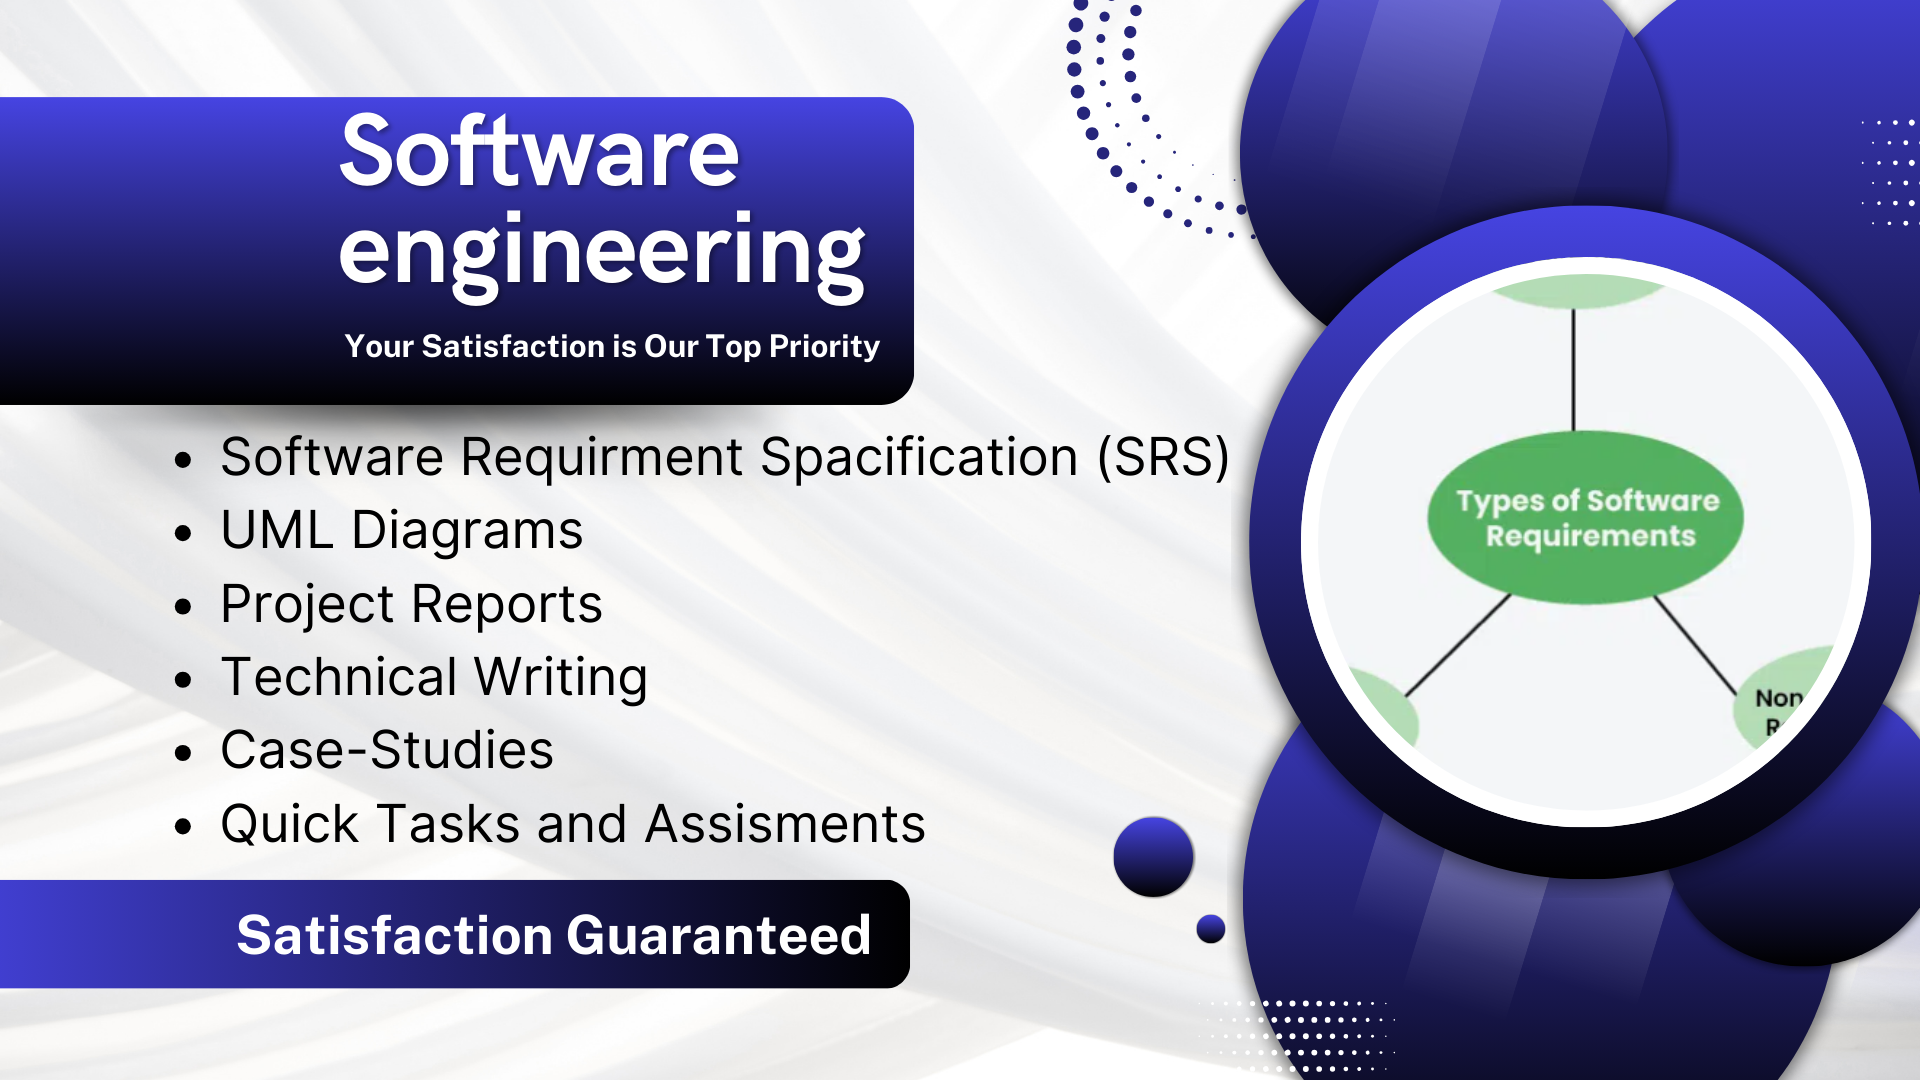 Software
engineering
Your Satisfaction is Our Top Priority
• Software Requirment Spacification (SRS)
• UML Diagrams
• Project Reports
• Technical Writing
• Case-Studies
• Quick Tasks and Assisments
Satisfaction Guaranteed
Types of Software
Requirements
Non